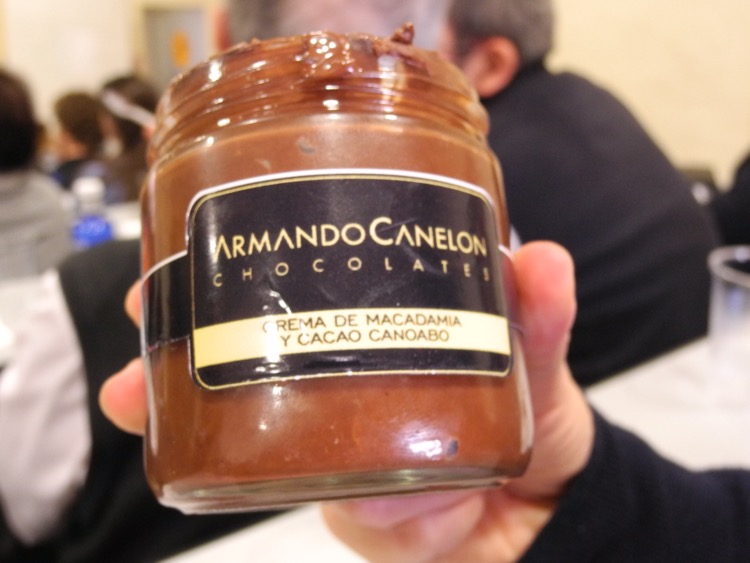 ARMANDO CANELON
CHOCOLATES
CREMA DE MACADAMIA
Y CACAO CANOABO